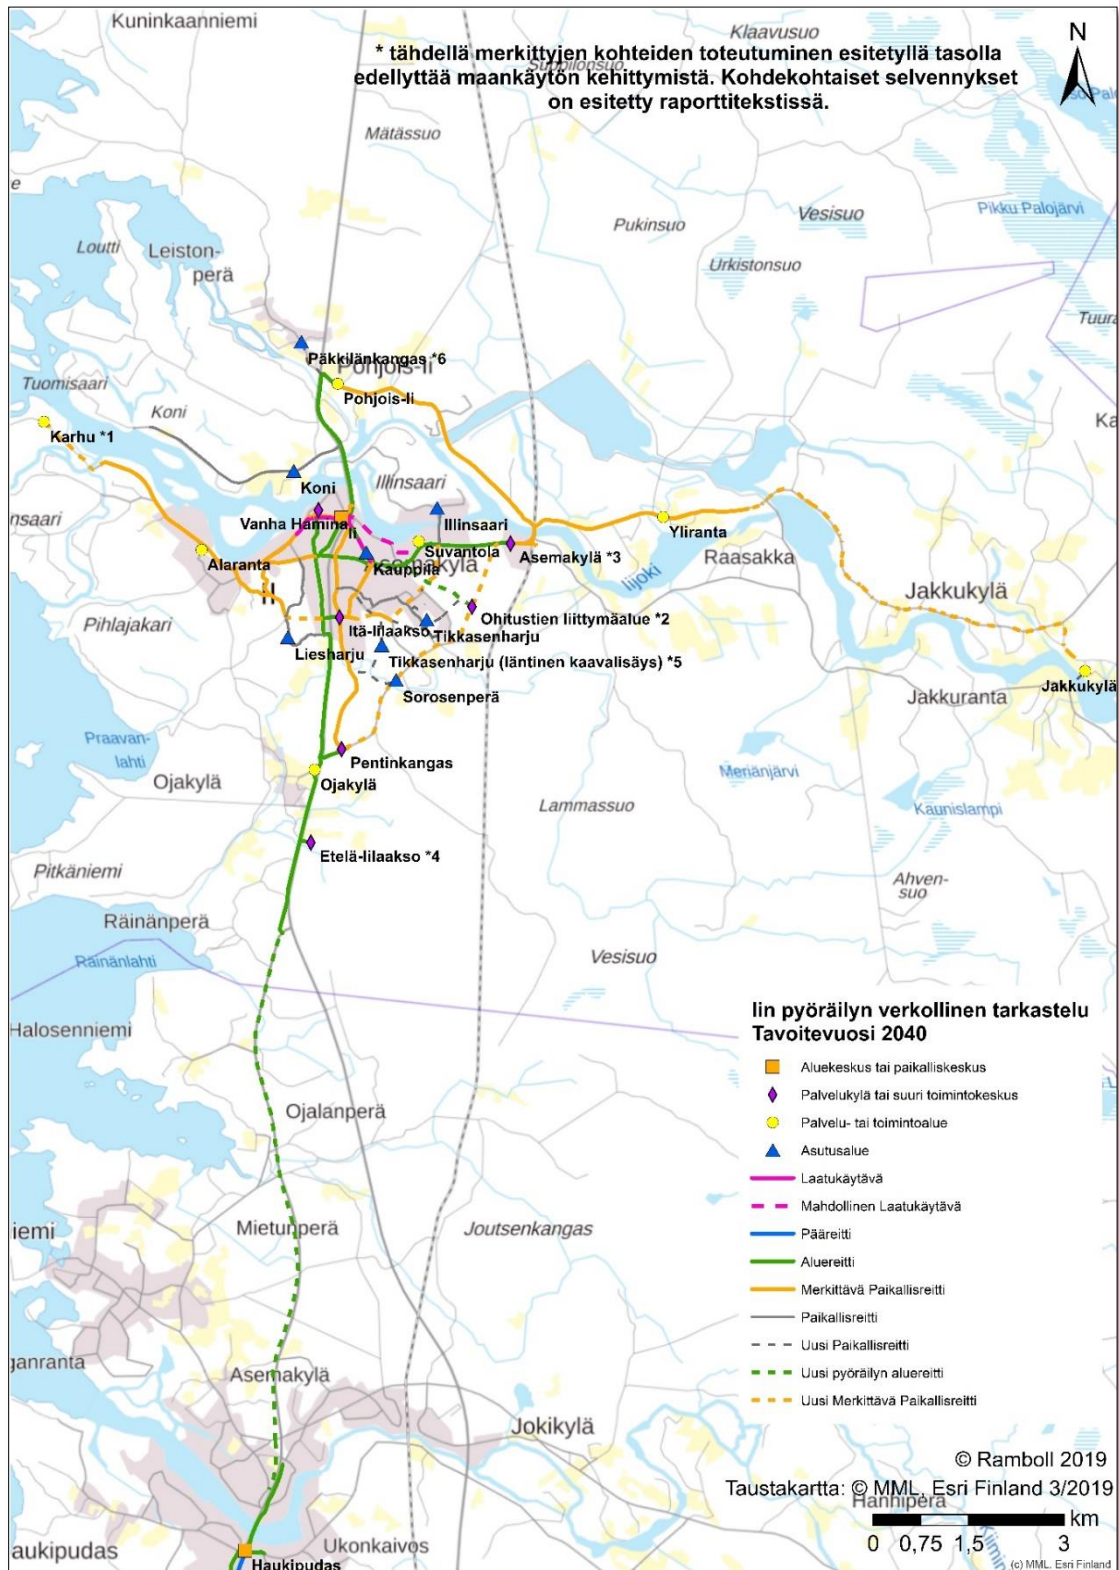 Kuninkaanniemi
Klaavusuo
N
* tähdellä merkittyjen kohteiden toteutuminen esitetyllä tasolla
edellyttää maankäytön kehittymistä. Kohdekohtaiset selvennykset
on esitetty raporttitekstissä.
Mätässuo
Pukinsuo
Vesisuo
Pikku Palojärvi
Loutti
Leiston-
perä
Urkistonsuo
Päkkilänkangas *6
Pohjois-Ii
Pohjois-Ii
Tuomisaari
Koni
Karhu *1
Koni
Illinsaari
Vanha Hamina
Ii
Illinsaari
Suvantola
Asemakylä *3
Yliranta
Raasakka
Alaranta
Kauppila
Iijoki
Jakkukylä
Ii
Pihlajakari
Itä-Iilaakso
Ohitustien liittymäalue *2
Tikkasenharju
Liesharju
Tikkasenharju (läntinen kaavalisäys) *5
Sorosenperä
Jakkuranta
Jakkukylä
Praavan-
lahti
Pentinkangas
Ojakylä
Ojakylä
Merianjärvi
Lammassuo
Kaunislampi
Etelä-Iilaakso *4
Pitkäniemi
Ahven-
suo
Räinänperä
Räinänlahti
Vesisuo
Halosenniemi
Iin pyöräilyn verkollinen tarkastelu
Tavoitevuosi 2040
Aluekeskus tai paikalliskeskus
Palvelukylä tai suuri toimintokeskus
Palvelu- tai toimintoalue
Asutusalue
Laatukäytävä
Mahdollinen Laatukäytävä
Pääreitti
Aluereitti
Merkittävä Paikallisreitti
Paikallisreitti
Uusi Paikallisreitti
Uusi pyöräilyn aluereitti
Uusi Merkittävä Paikallisreitti
Ojalanperä
Mietunperä
Joutsenkangas
Asemakylä
Jokikylä
© Ramboll 2019
Taustakartta: © MML, Esri Finland 3/2019
Hanhiperä
km
0 0,75 1,5 3
aukipudas
Haukipudas
Ukonkaivos
(c) MML, Esri Finland